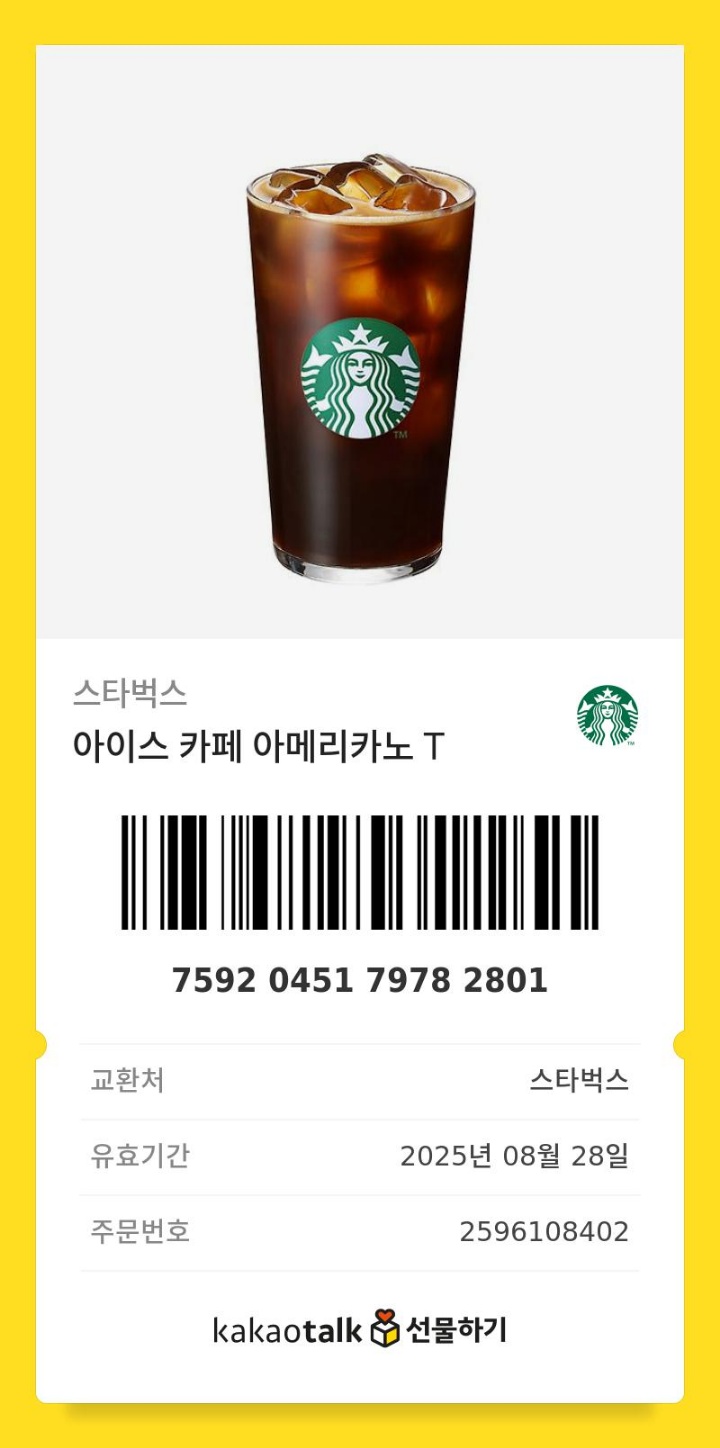 스타벅스
아이스 카페 아메리카노 T
7592 0451 7978 2801
교환처 스타벅스
유효기간 2025년 08월 28일
주문번호 2596108402
kakaotalk 선물하기